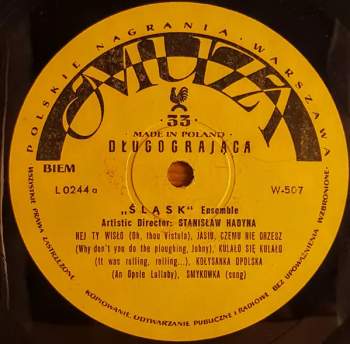 POLSKIE NAGRANIA · WARSZAWA
MUZA
33
MADE IN POLAND
DŁUGOGRAJĄCA
BIEM
L 0244 a
W-507
„ŚLĄSK" Ensemble
Artistic Director: STANISŁAW HADYNA
HEJ TY WISŁO (Oh, thou Vistula), JASIU, CZEMU NIE ORZESZ
(Why don't you do the ploughing, Johny), KULAŁO SIĘ KULAŁO
(It was rolling, rolling...), KOŁYSANKA OPOLSKA
(An Opole Lullaby), SMYKOWKA (song)
WSZYSTKIE PRAWA ZASTRZEŻONE.
KOPIOWANIE, ODTWARZANIE PUBLICZNE I RADIOWE BEZ UPOWAŻNIENIA WZBRONIONE.